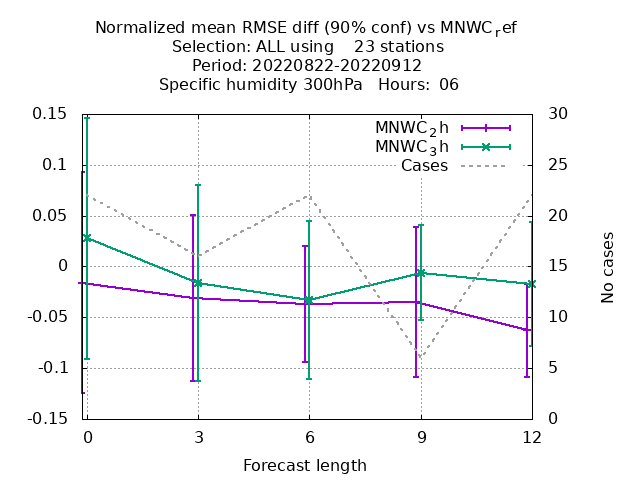 Normalized mean RMSE diff (90% conf) vs MNWC_ref
Selection: ALL using    23 stations
Period: 20220822-20220912
Specific humidity 300hPa   Hours: 06
0.15
0.1
0.05
0
-0.05
-0.1
-0.15
30
25
20
15
10
5
0
MNWC_2h
MNWC_3h
Cases
No cases
0 3 6 9 12
Forecast length